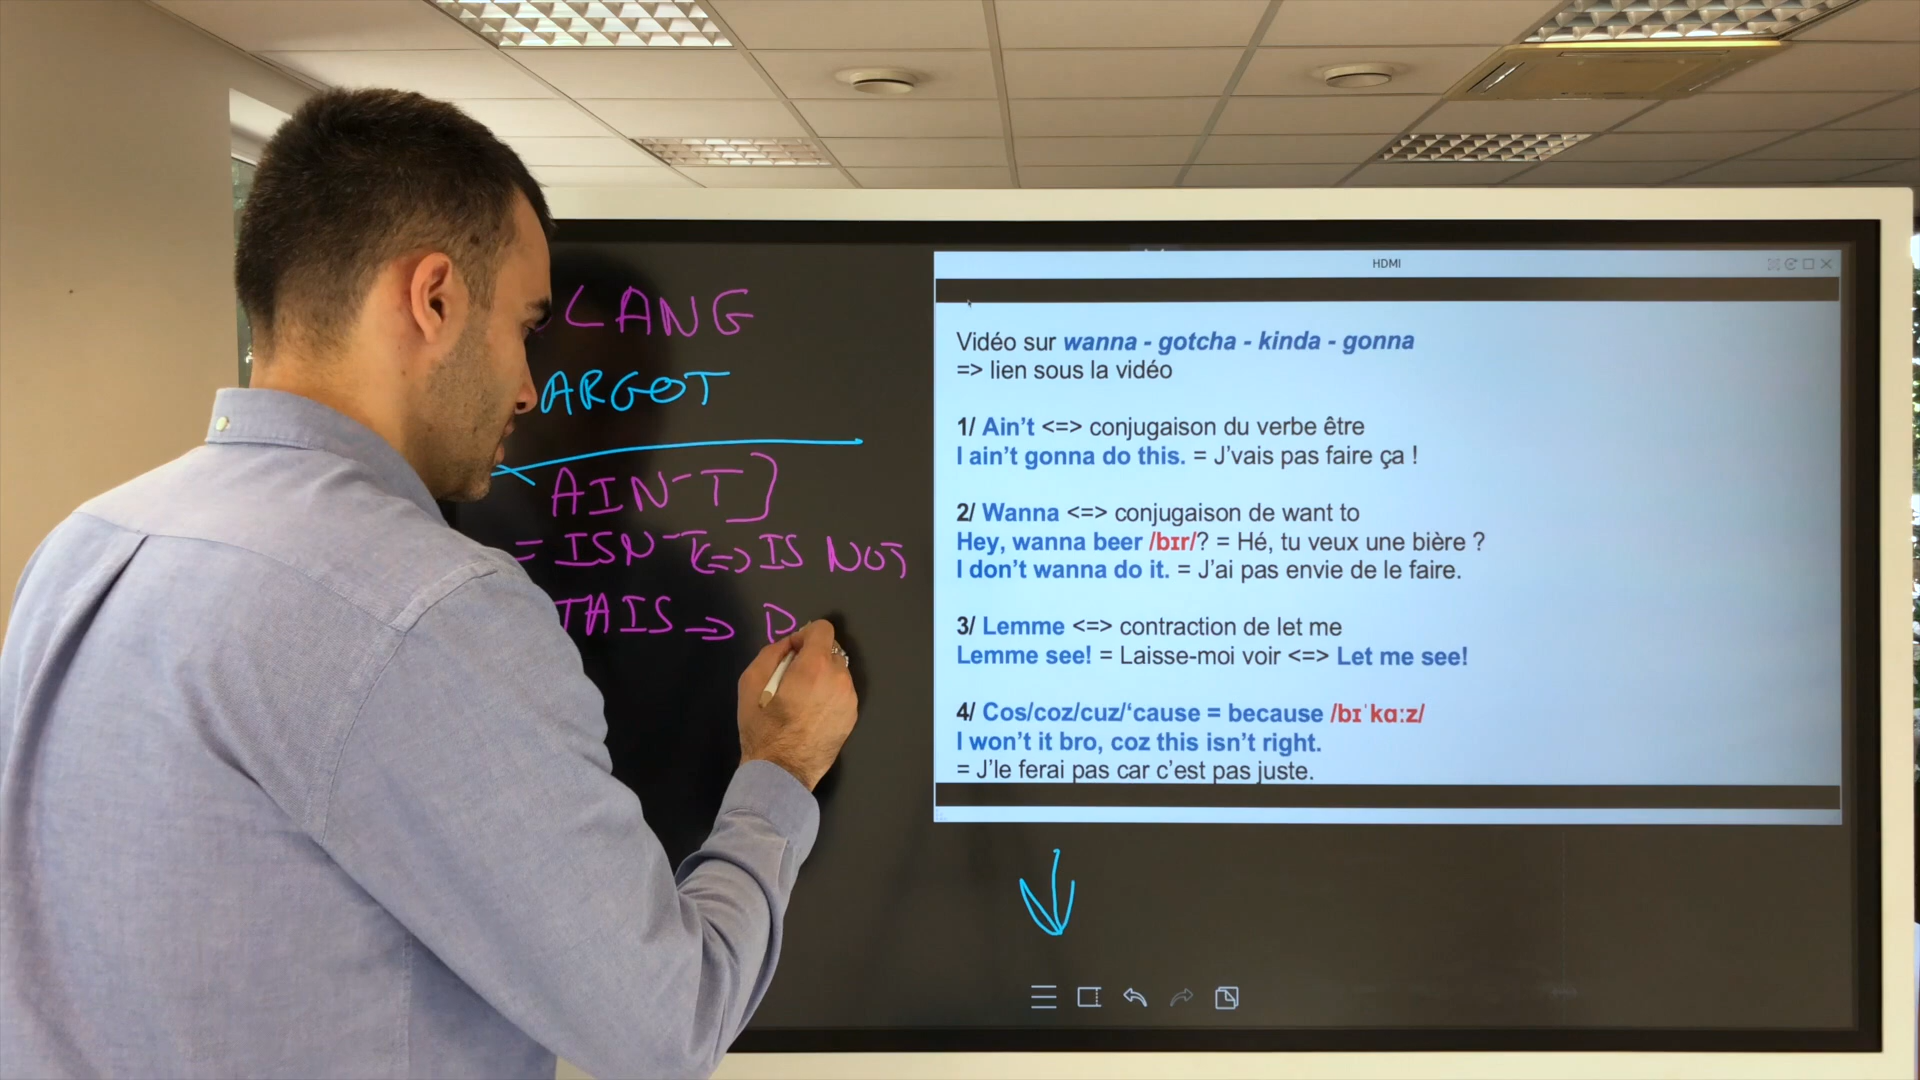 SLANG
ARGOT
AIN'T]
= ISN'T <=> IS NOT
TAIS → P
HDMI
Vidéo sur wanna - gotcha - kinda - gonna
=> lien sous la vidéo
1/ Ain’t <=> conjugaison du verbe être
I ain’t gonna do this. = J’vais pas faire ça !
2/ Wanna <=> conjugaison de want to
Hey, wanna beer /bɪr/? = Hé, tu veux une bière ?
I don’t wanna do it. = J’ai pas envie de le faire.
3/ Lemme <=> contraction de let me
Lemme see! = Laisse-moi voir <=> Let me see!
4/ Cos/coz/cuz/‘cause = because /bɪˈkɑːz/
I won’t it bro, coz this isn’t right.
= J’le ferai pas car c’est pas juste.